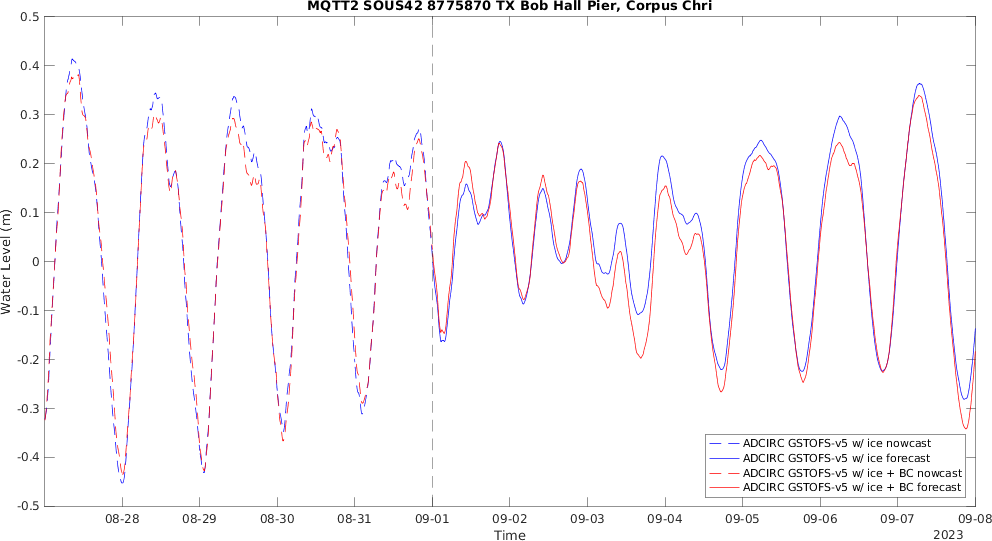 MQTT2 SOUS42 8775870 TX Bob Hall Pier, Corpus Chri
0.5
0.4
0.3
0.2
0.1
0
-0.1
-0.2
-0.3
-0.4
-0.5
Water Level (m)
08-28 08-29 08-30 08-31 09-01 09-02 09-03 09-04 09-05 09-06 09-07 09-08
Time
2023
ADCIRC GSTOFS-v5 w/ ice nowcast
ADCIRC GSTOFS-v5 w/ ice forecast
ADCIRC GSTOFS-v5 w/ ice + BC nowcast
ADCIRC GSTOFS-v5 w/ ice + BC forecast